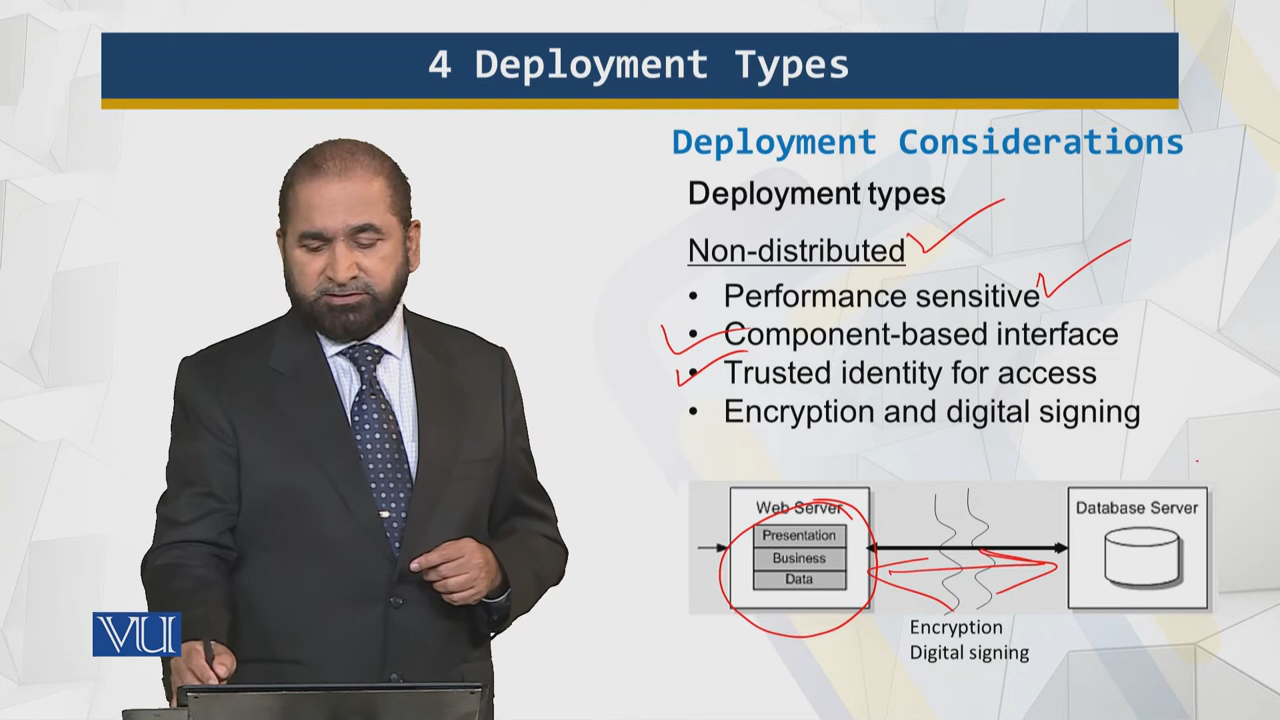 4 Deployment Types
Deployment Considerations
Deployment types
Non-distributed
• Performance sensitive
• Component-based interface
• Trusted identity for access
• Encryption and digital signing
Web Server
Presentation
Business
Data
Database Server
Encryption
Digital signing
VU